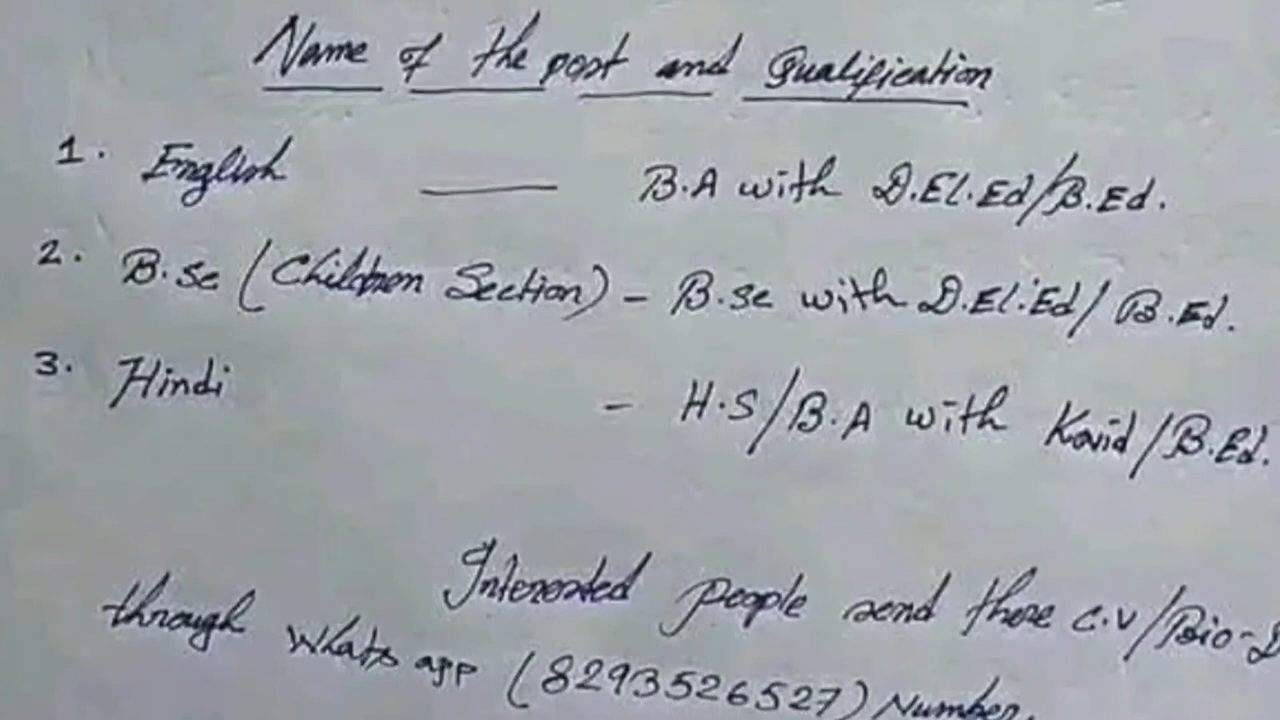 Name of the post and Qualification
1. English — B.A with D.El.Ed/B.Ed.
2. B.Sc (Children Section) - B.Sc with D.El.Ed/ B.Ed.
3. Hindi - H.S/B.A with Kovid/B.Ed.
Interested people send there C.V/Bio-D
through Whats app (8293526527) Number.